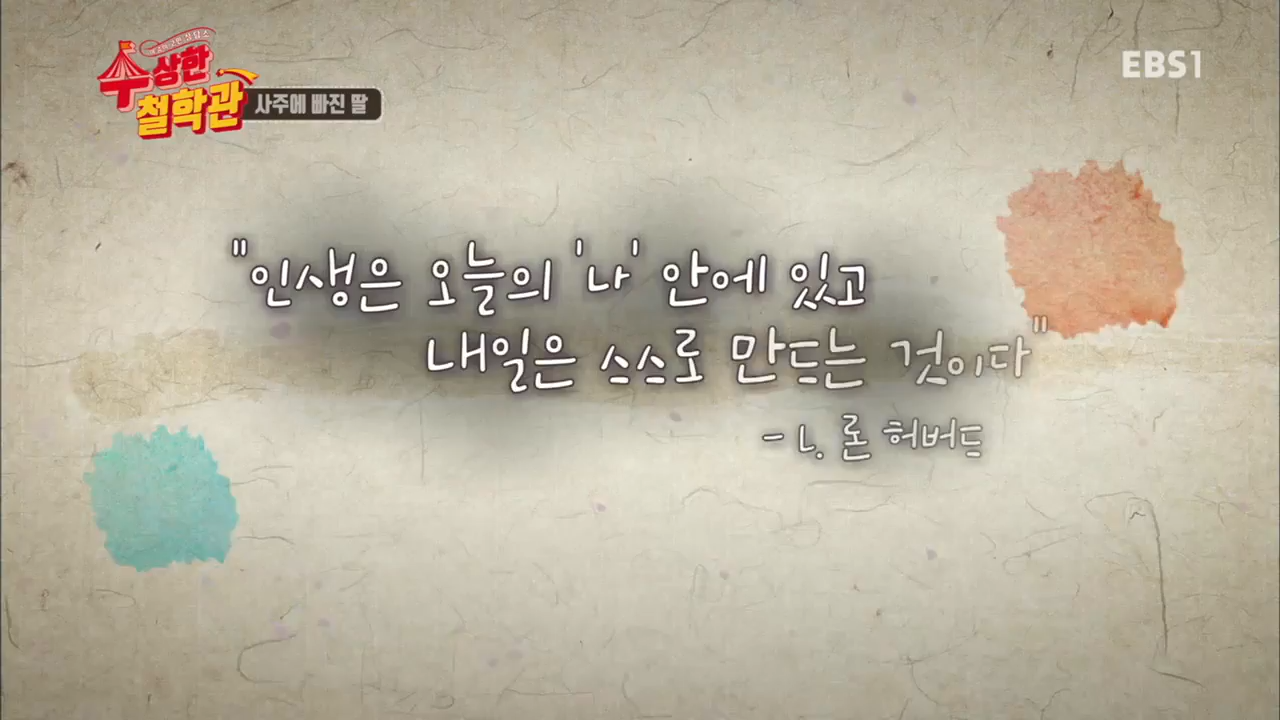 수상한
철학관
사주에 빠진 딸
EBS1
"인생은 오늘의 '나' 안에 있고
내일은 스스로 만드는 것이다"
- L. 론 허버드